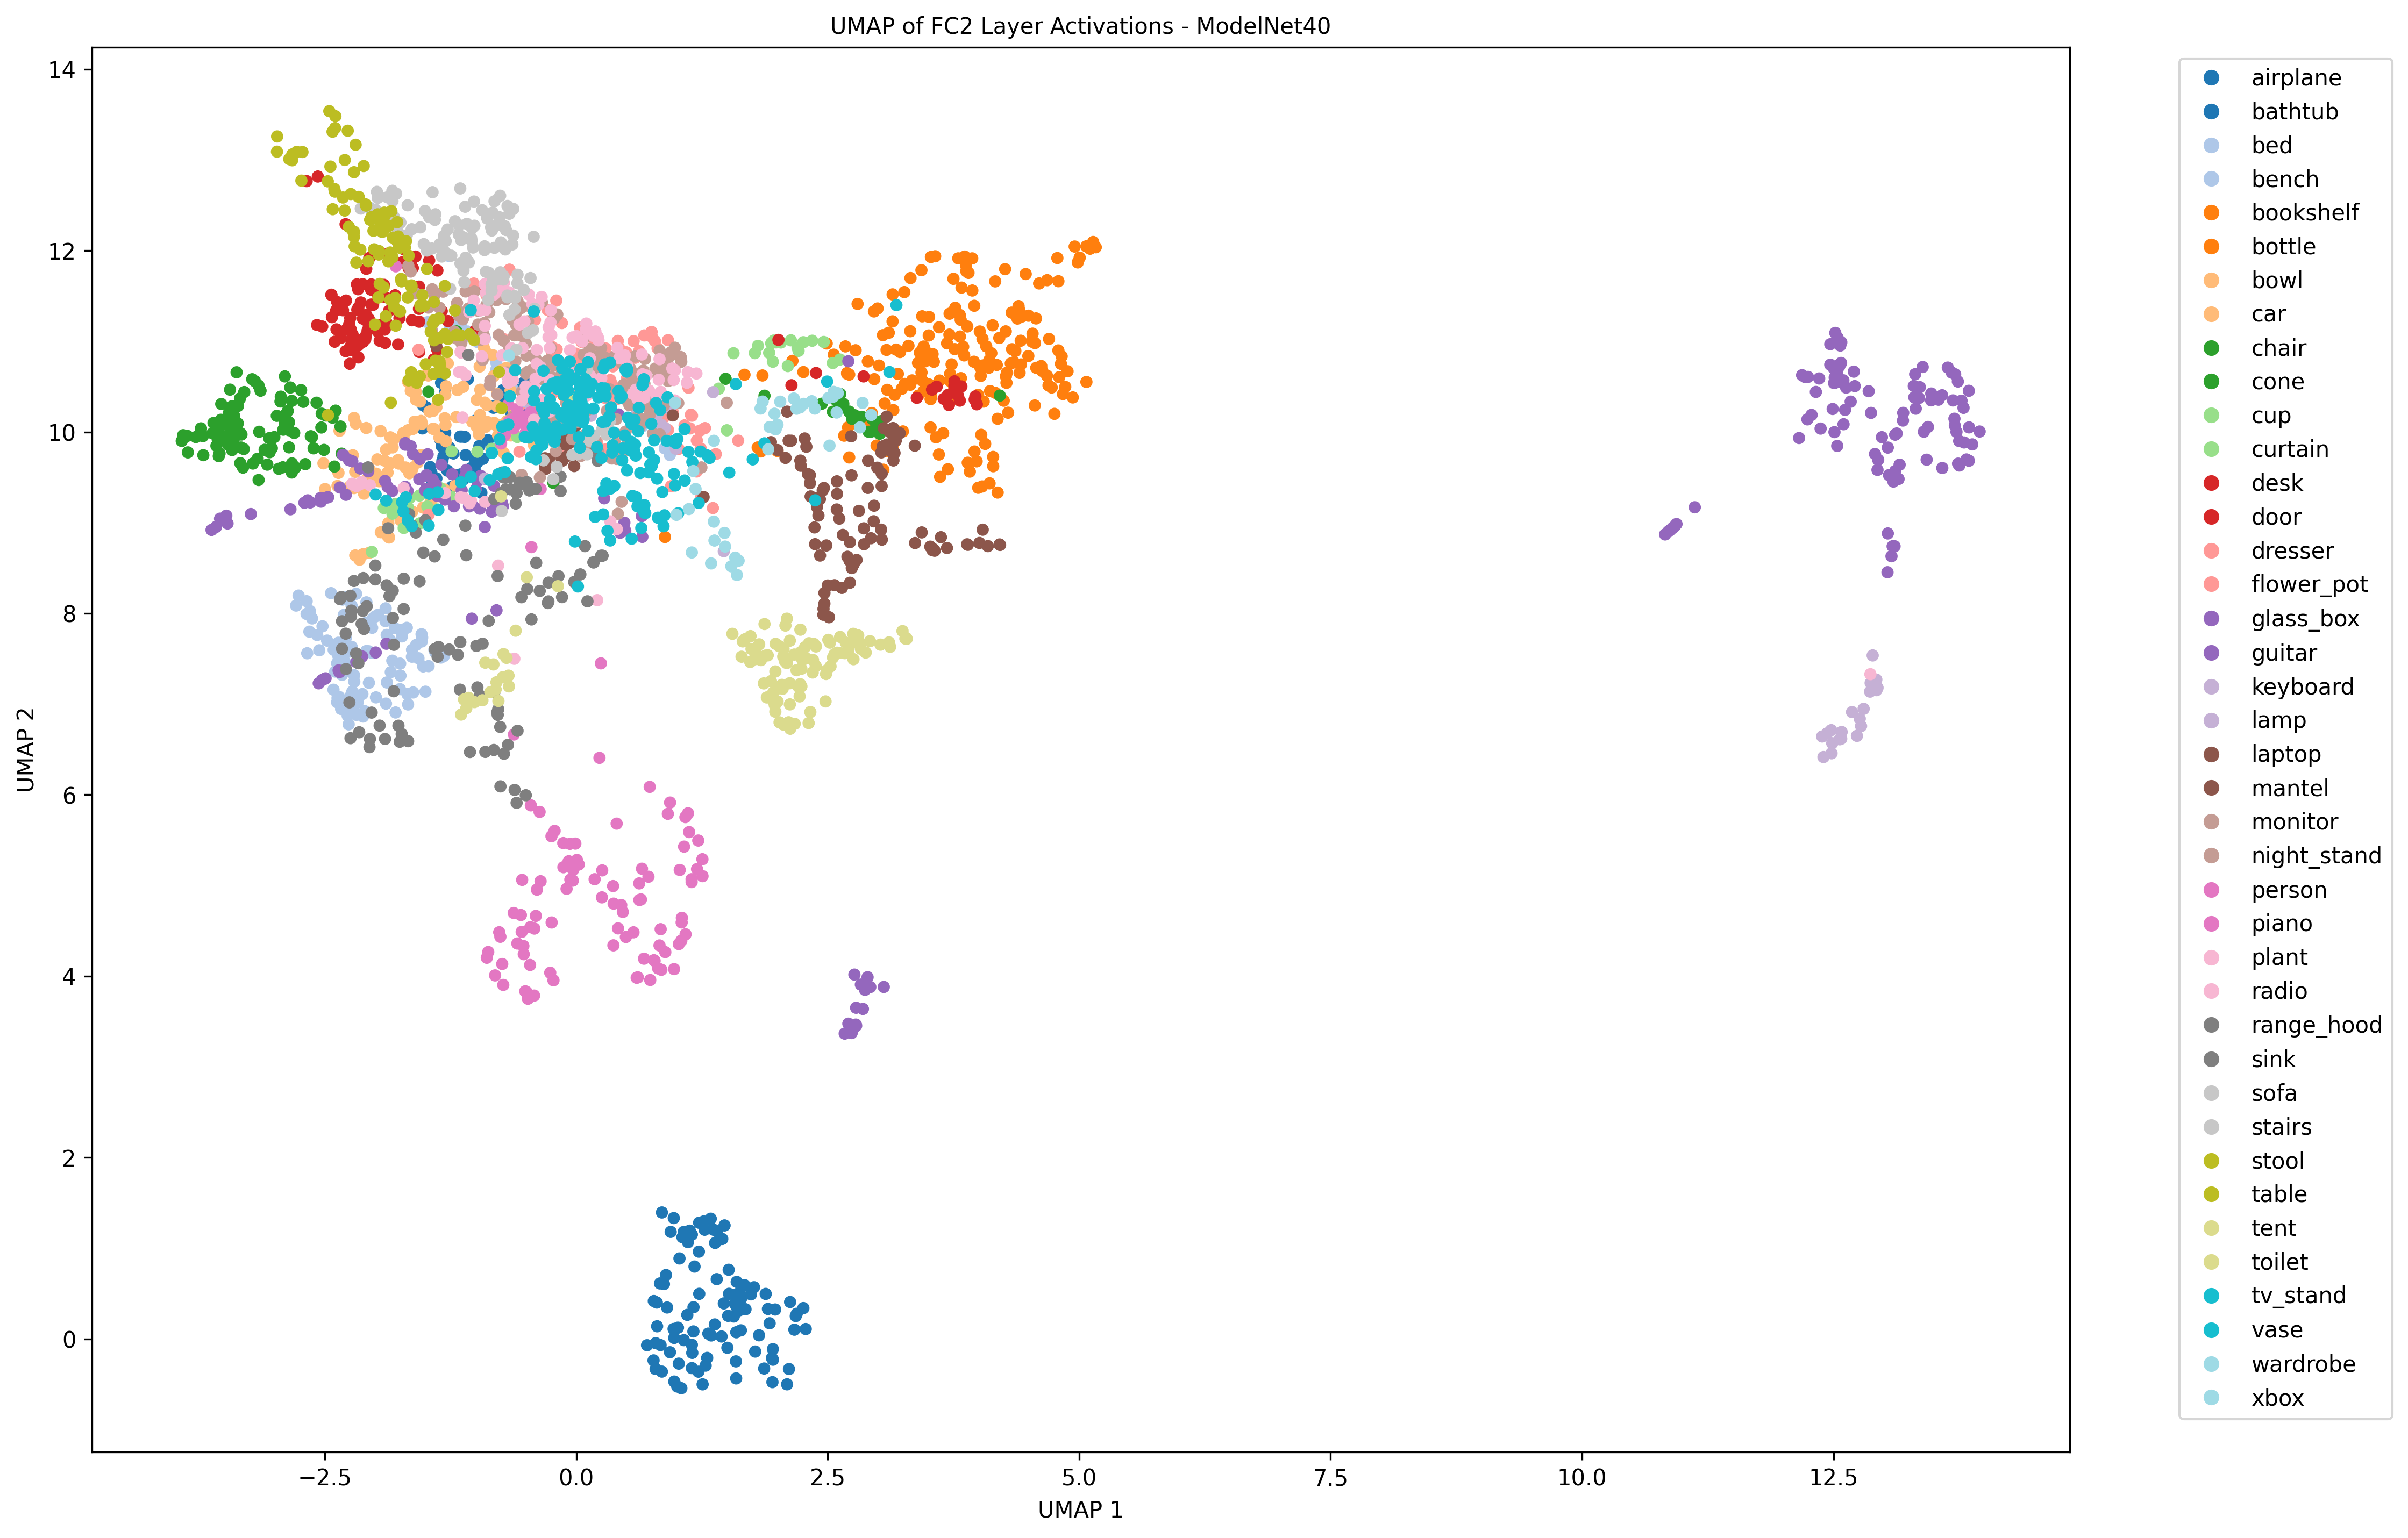 UMAP of FC2 Layer Activations - ModelNet40
14
12
10
8
6
4
2
0
UMAP 2
−2.5
0.0
2.5
5.0
7.5
10.0
12.5
UMAP 1
airplane
bathtub
bed
bench
bookshelf
bottle
bowl
car
chair
cone
cup
curtain
desk
door
dresser
flower_pot
glass_box
guitar
keyboard
lamp
laptop
mantel
monitor
night_stand
person
piano
plant
radio
range_hood
sink
sofa
stairs
stool
table
tent
toilet
tv_stand
vase
wardrobe
xbox